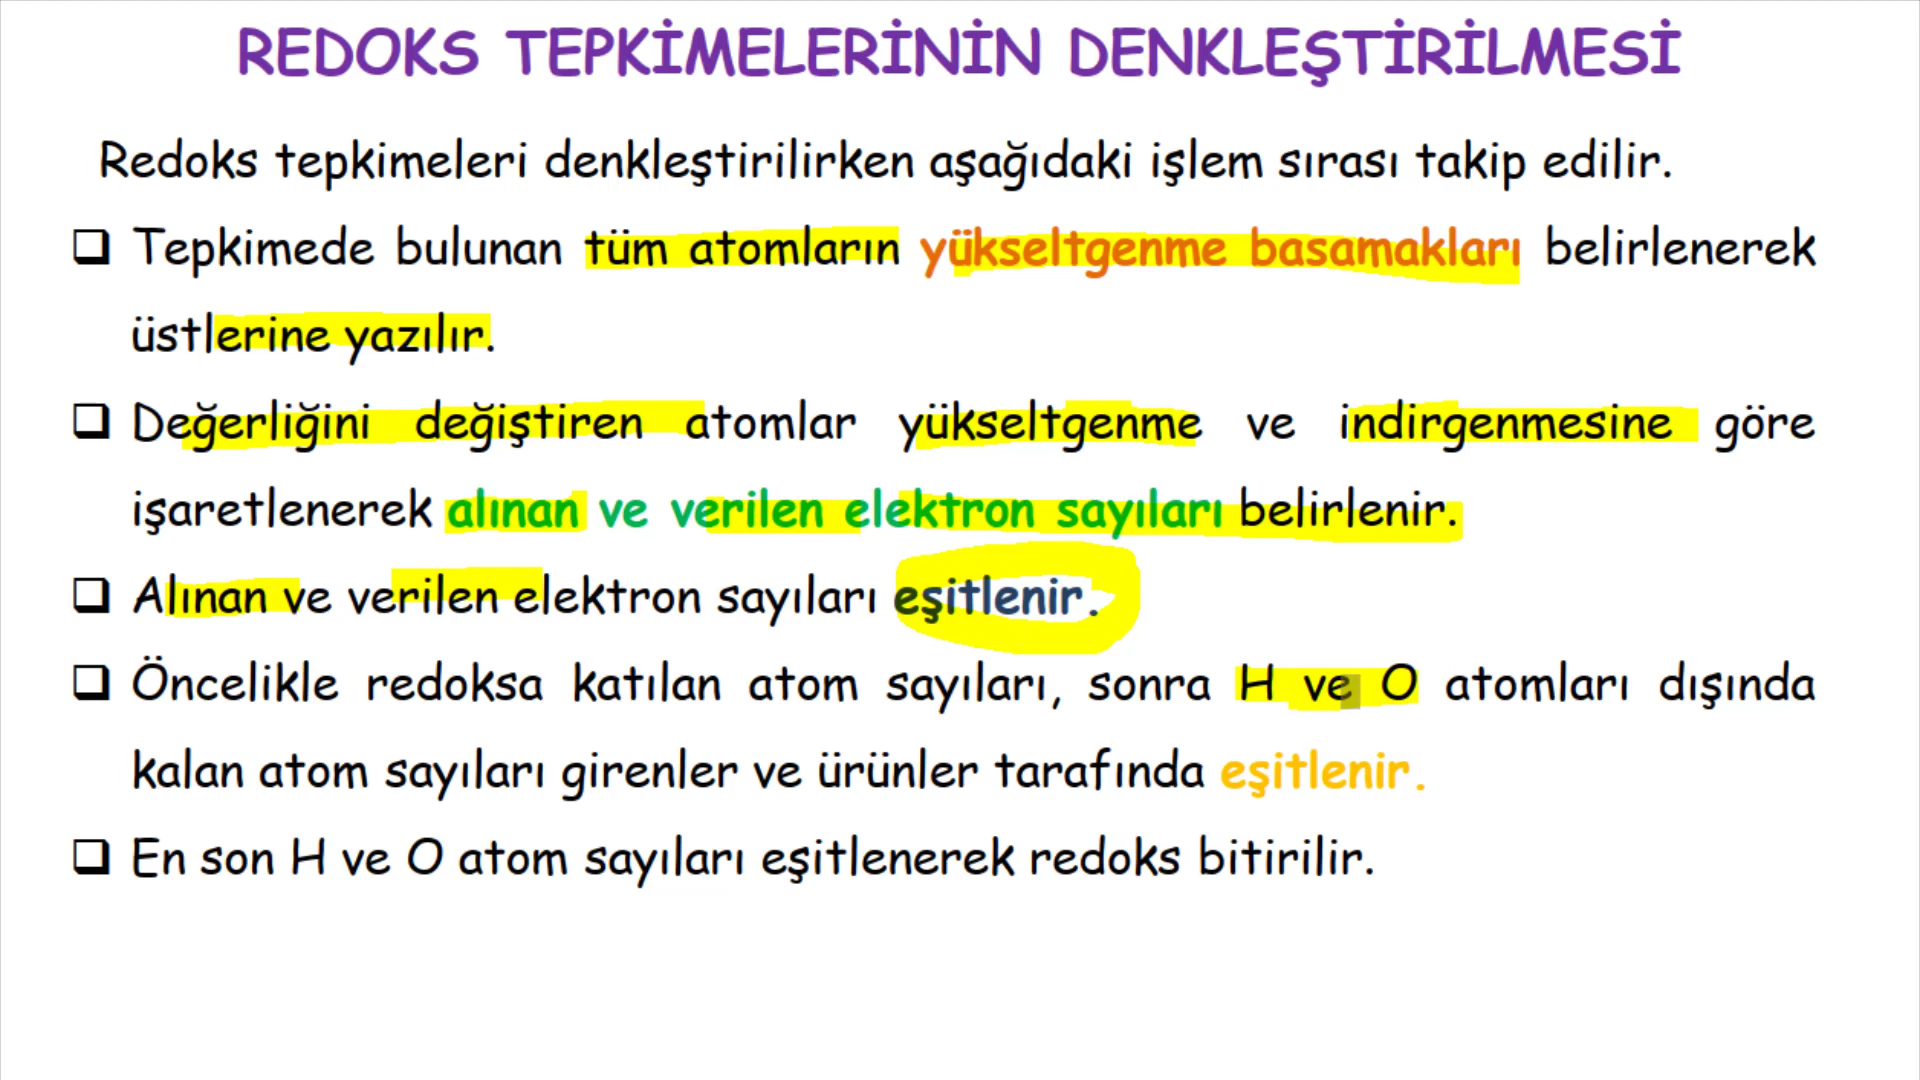 REDOKS TEPKİMELERİNİN DENKLEŞTİRİLMESİ
Redoks tepkimeleri denkleştirilirken aşağıdaki işlem sırası takip edilir.
❑ Tepkimede bulunan tüm atomların yükseltgenme basamakları belirlenerek
üstlerine yazılır.
❑ Değerliğini değiştiren atomlar yükseltgenme ve indirgenmesine göre
işaretlenerek alınan ve verilen elektron sayıları belirlenir.
❑ Alınan ve verilen elektron sayıları eşitlenir.
❑ Öncelikle redoksa katılan atom sayıları, sonra H ve O atomları dışında
kalan atom sayıları girenler ve ürünler tarafında eşitlenir.
❑ En son H ve O atom sayıları eşitlenerek redoks bitirilir.